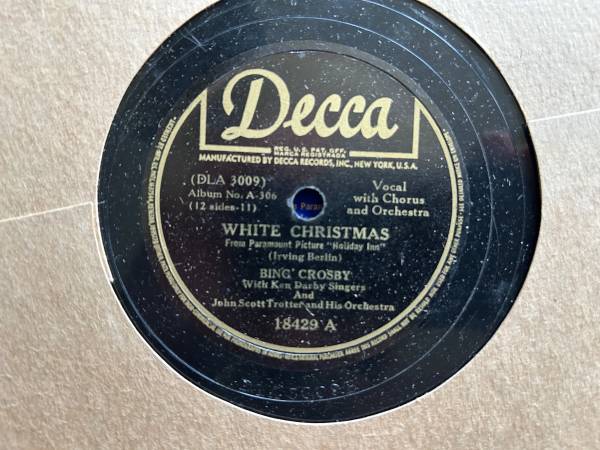 Decca
REG. U.S. PAT. OFF.
MARCA REGISTRADA
MANUFACTURED BY DECCA RECORDS, INC., NEW YORK, U.S.A.
(DLA 3009)
Album No. A-306
(12 sides-11)
Vocal
with Chorus
and Orchestra
WHITE CHRISTMAS
From Paramount Picture "Holiday Inn"
(Irving Berlin)
BING CROSBY
With Ken Darby Singers
And
John Scott Trotter and His Orchestra
18429 A